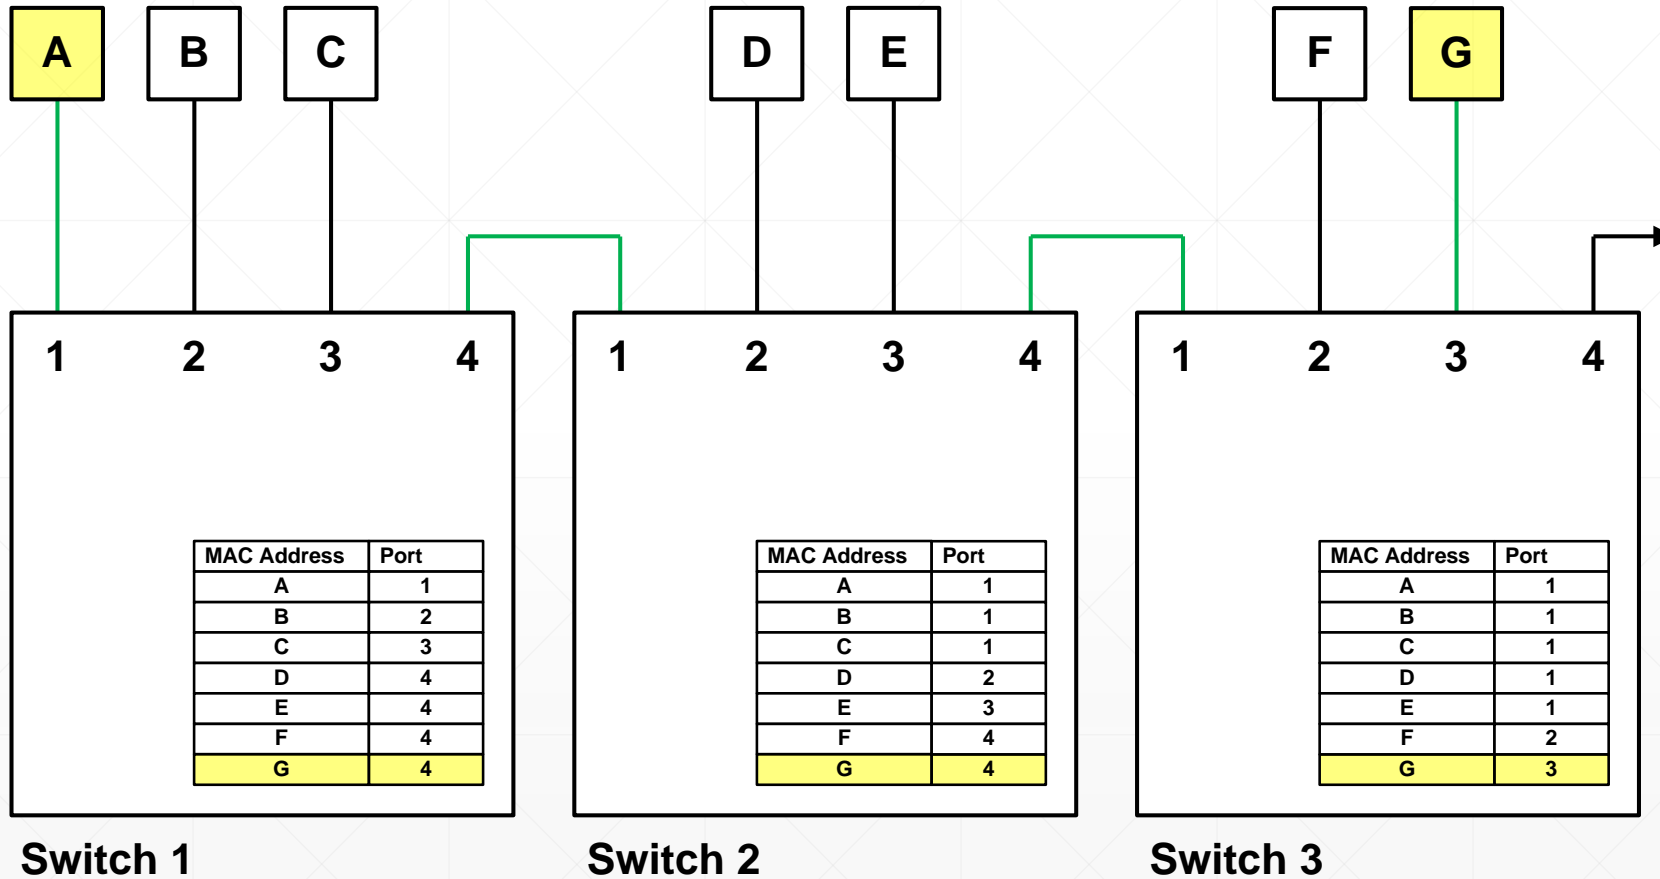 A B C D E F G
1 2 3 4 1 2 3 4 1 2 3 4
MAC Address Port
A 1
B 2
C 3
D 4
E 4
F 4
G 4
MAC Address Port
A 1
B 1
C 1
D 2
E 3
F 4
G 4
MAC Address Port
A 1
B 1
C 1
D 1
E 1
F 2
G 3
Switch 1 Switch 2 Switch 3